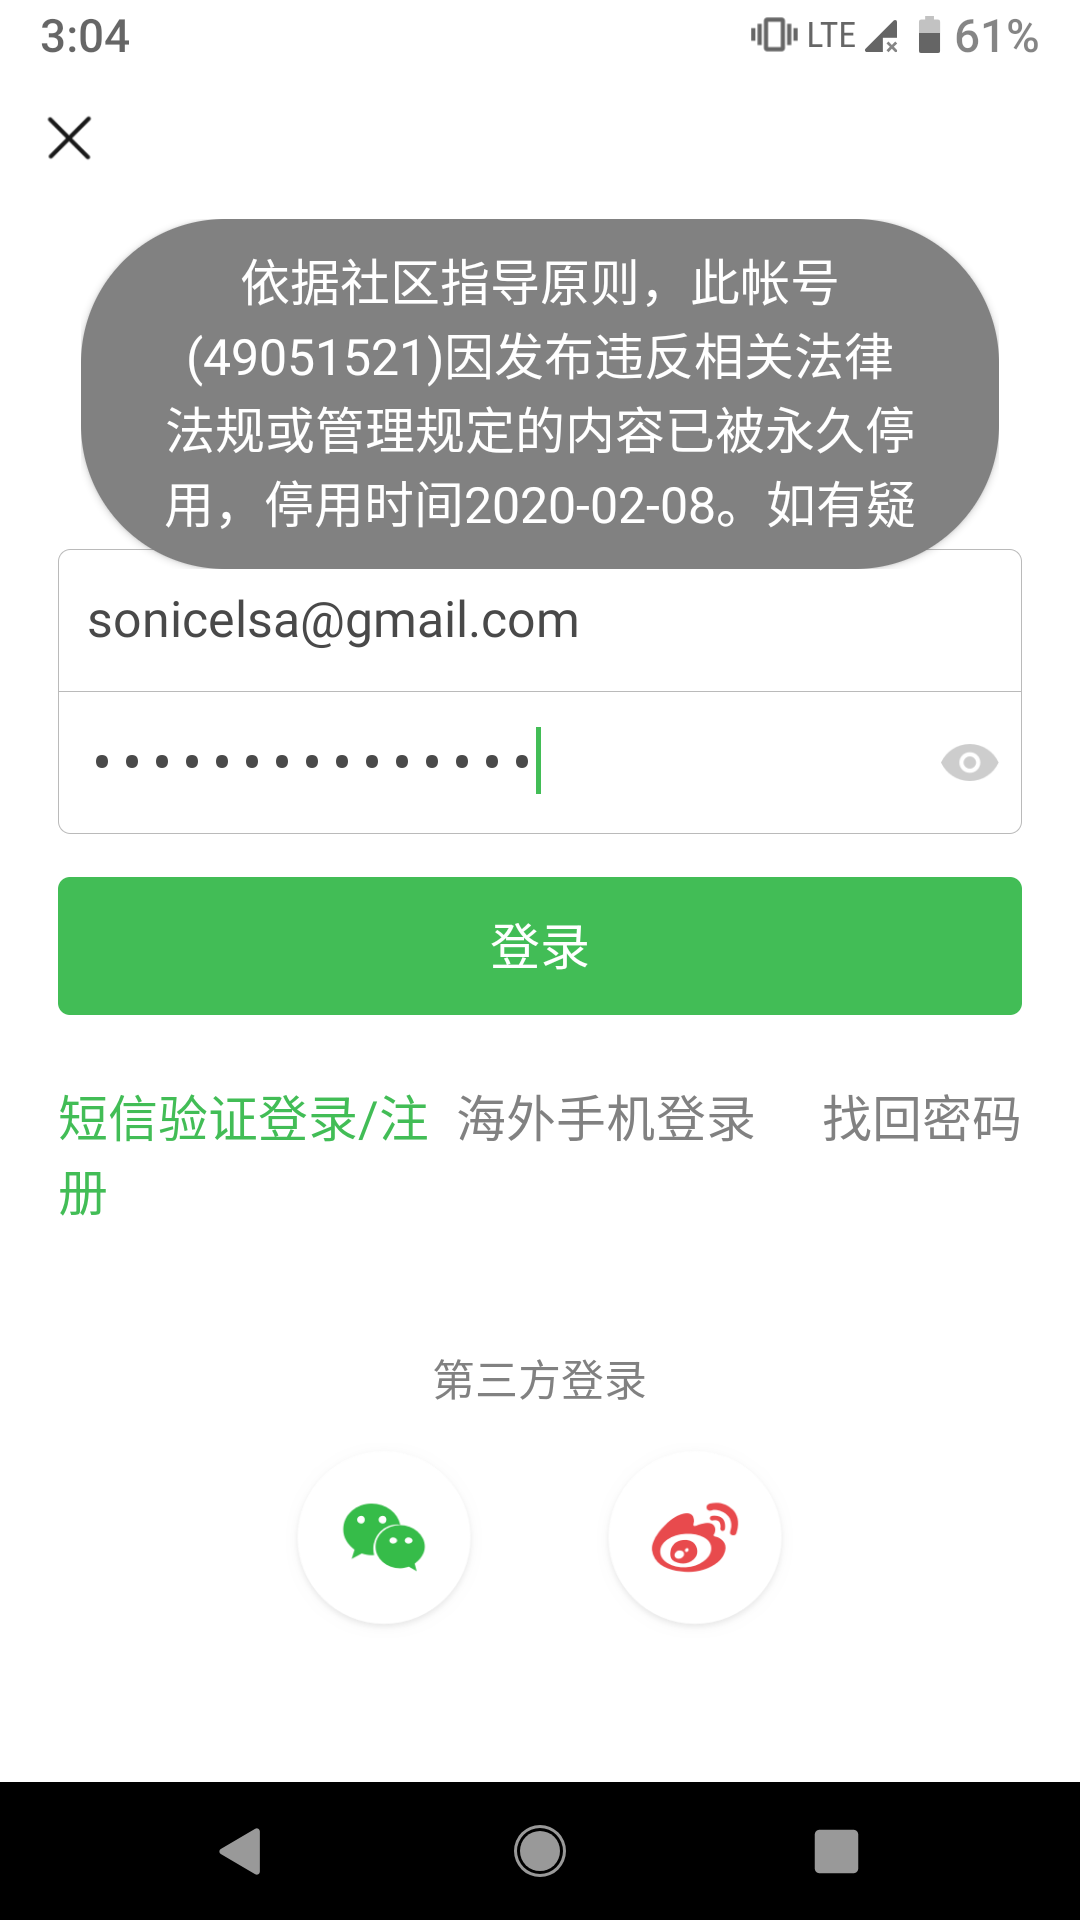 3:04
LTE
61%
依据社区指导原则，此帐号
(49051521)因发布违反相关法律
法规或管理规定的内容已被永久停
用，停用时间2020-02-08。如有疑
sonicelsa@gmail.com
登录
短信验证登录/注
册
海外手机登录
找回密码
第三方登录